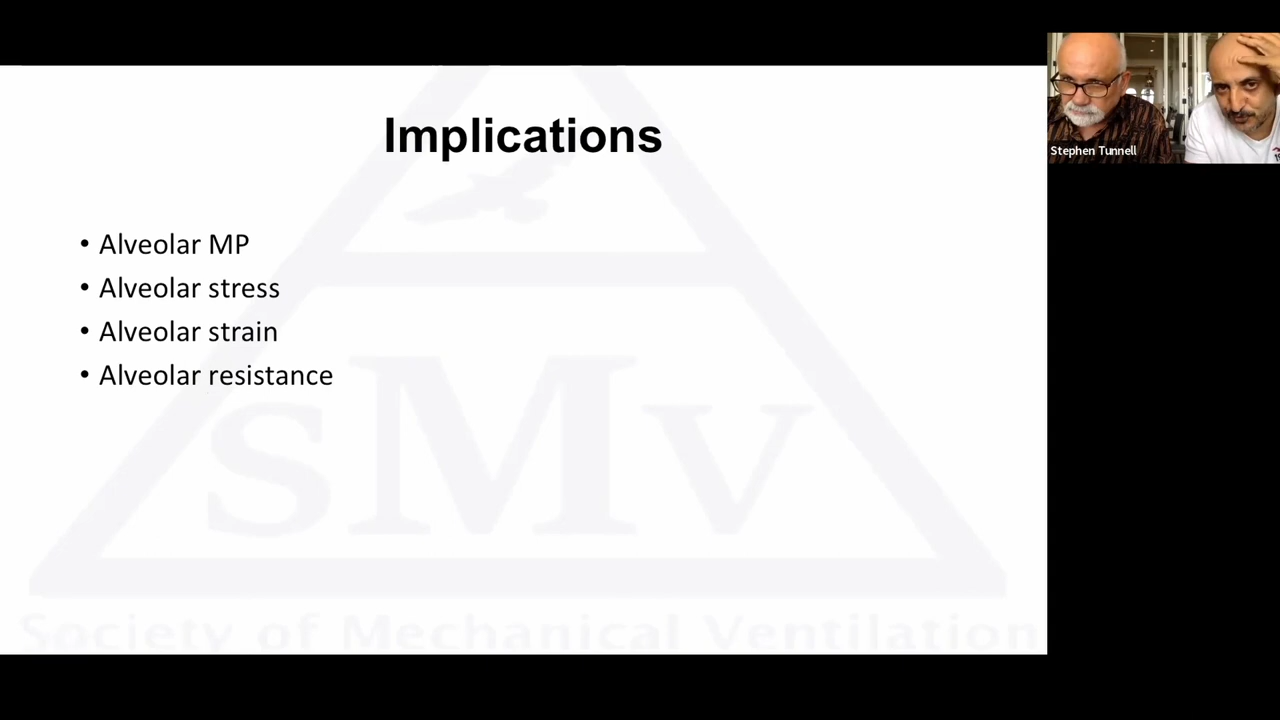 Implications
• Alveolar MP
• Alveolar stress
• Alveolar strain
• Alveolar resistance
SMV
Society of Mechanical Ventilation
Stephen Tunnell